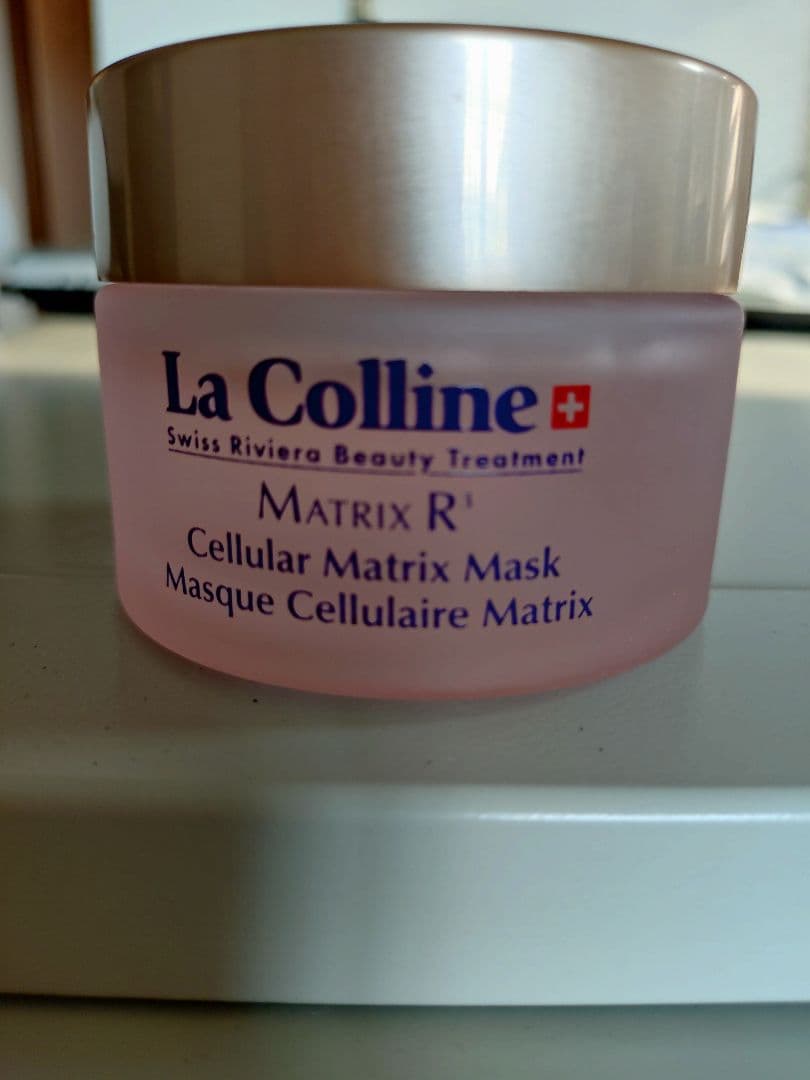 La Colline
Swiss Riviera Beauty Treatment
MATRIX R³
Cellular Matrix Mask
Masque Cellulaire Matrix